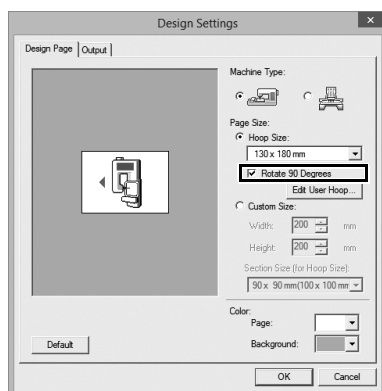 Design Settings
x
Design Page
Output
Machine Type:
Page Size:
Hoop Size:
130 x 180 mm
Rotate 90 Degrees
Edit User Hoop...
Custom Size:
Width: 200 mm
Height: 200 mm
Section Size (for Hoop Size):
90 x 90 mm(100 x 100 mm
Color:
Page:
Default
Background:
OK Cancel